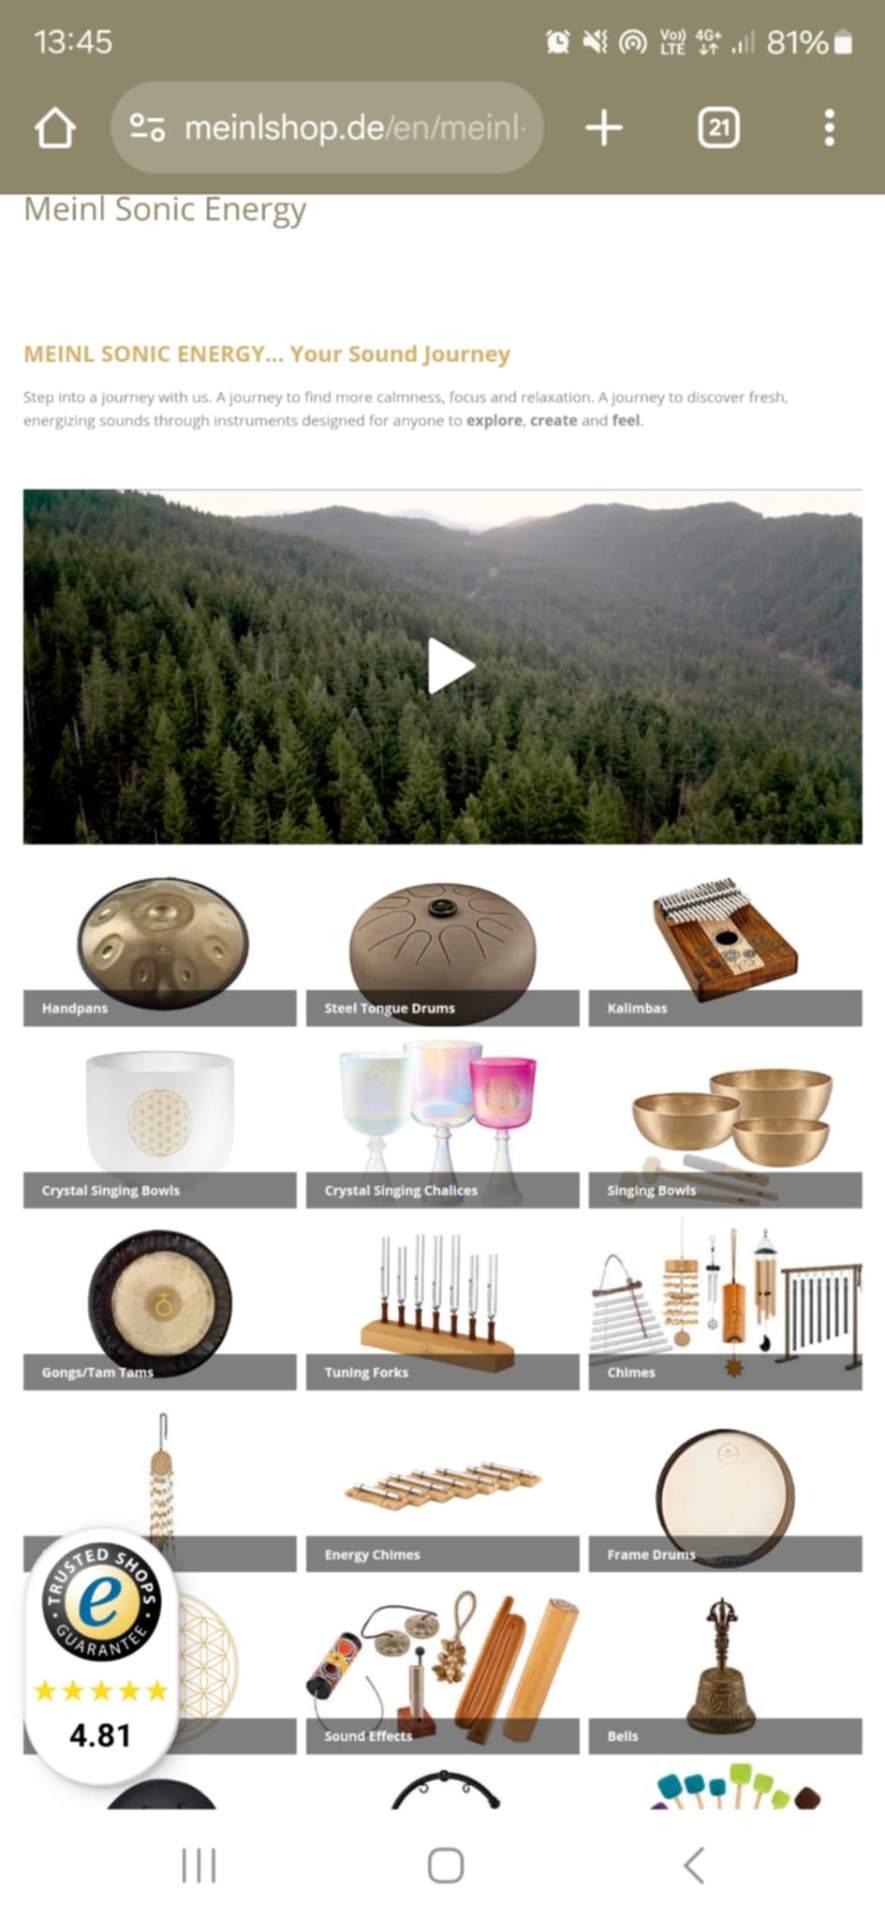 13:45
Vo))
LTE
4G+
81%
meinlshop.de/en/meinl-
21
Meinl Sonic Energy
MEINL SONIC ENERGY... Your Sound Journey
Step into a journey with us. A journey to find more calmness, focus and relaxation. A journey to discover fresh,
energizing sounds through instruments designed for anyone to explore, create and feel.
Handpans
Steel Tongue Drums
Kalimbas
Crystal Singing Bowls
Crystal Singing Chalices
Singing Bowls
Gongs/Tam Tams
Tuning Forks
Chimes
Energy Chimes
Frame Drums
TRUSTED SHOPS
e
GUARANTEE
4.81
Sound Effects
Bells